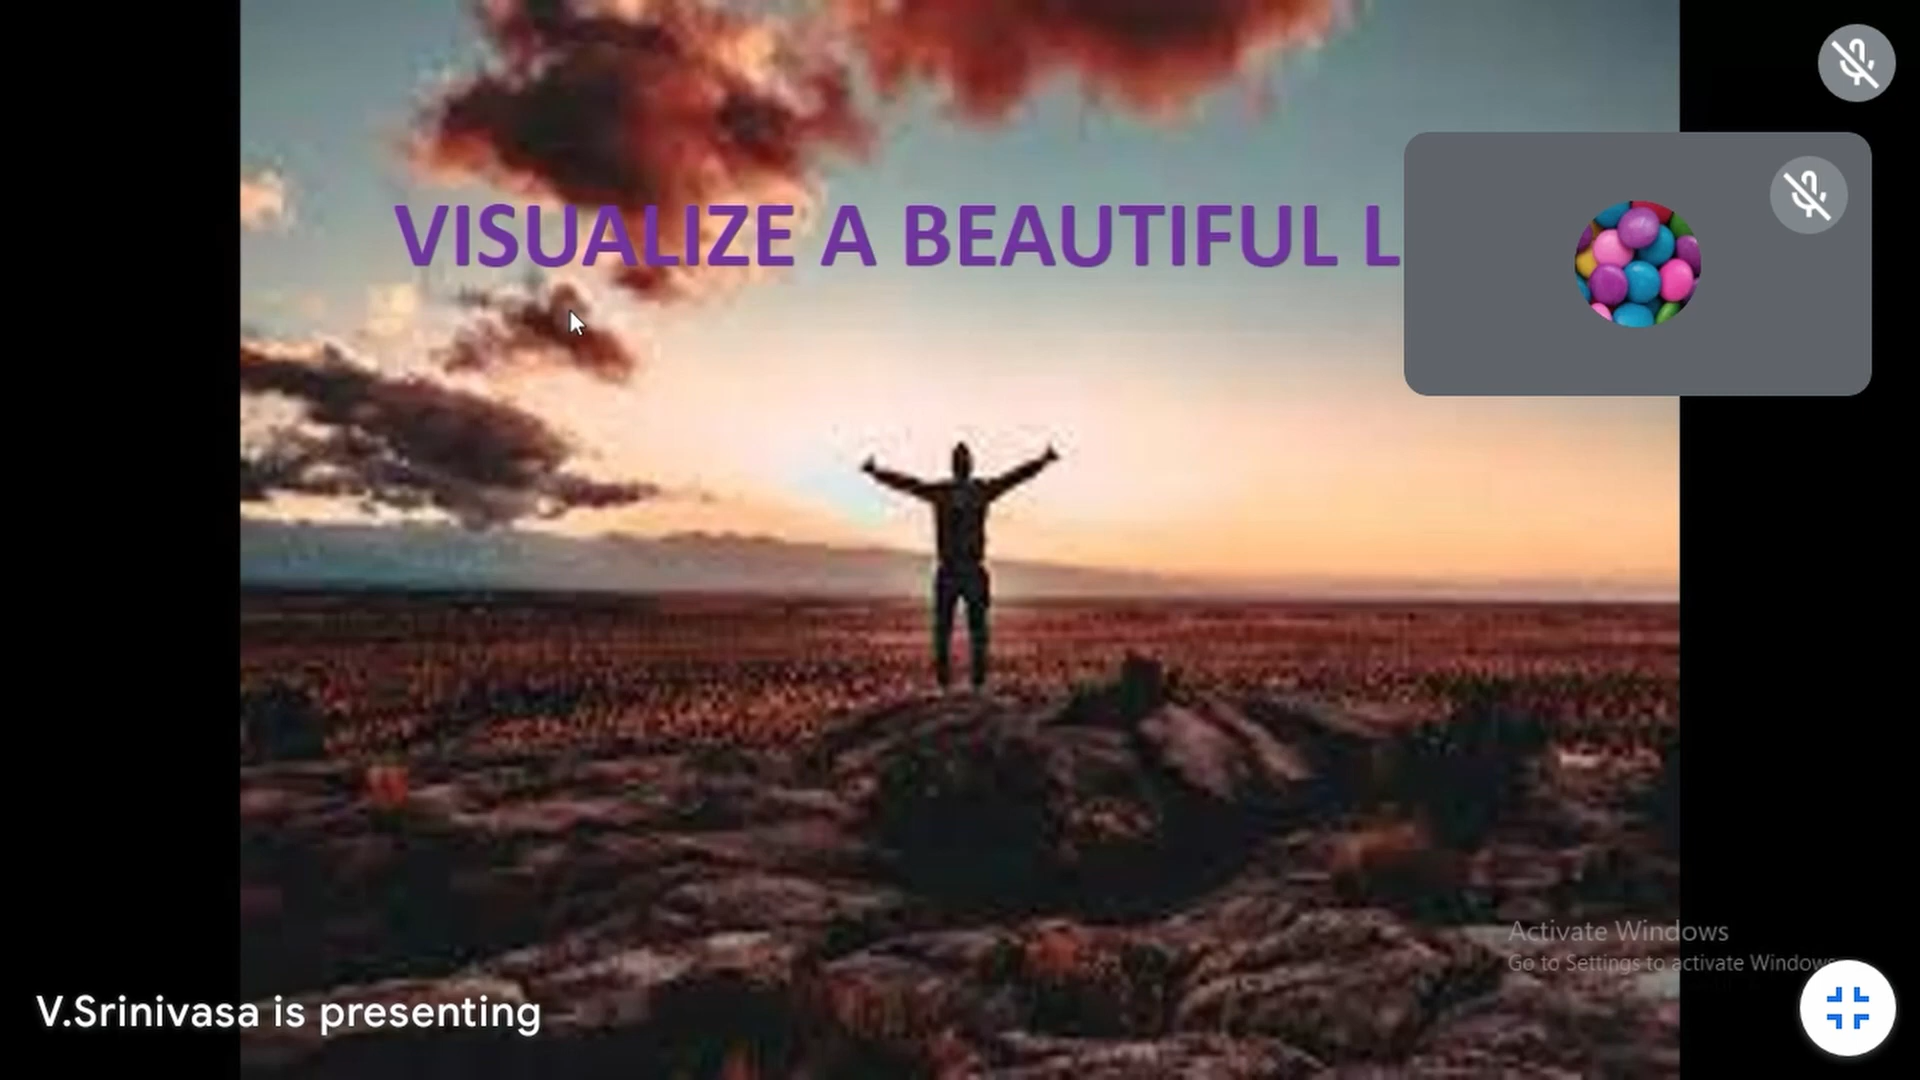 VISUALIZE A BEAUTIFUL L
Activate Windows
Go to Settings to activate Windows
V.Srinivasa is presenting